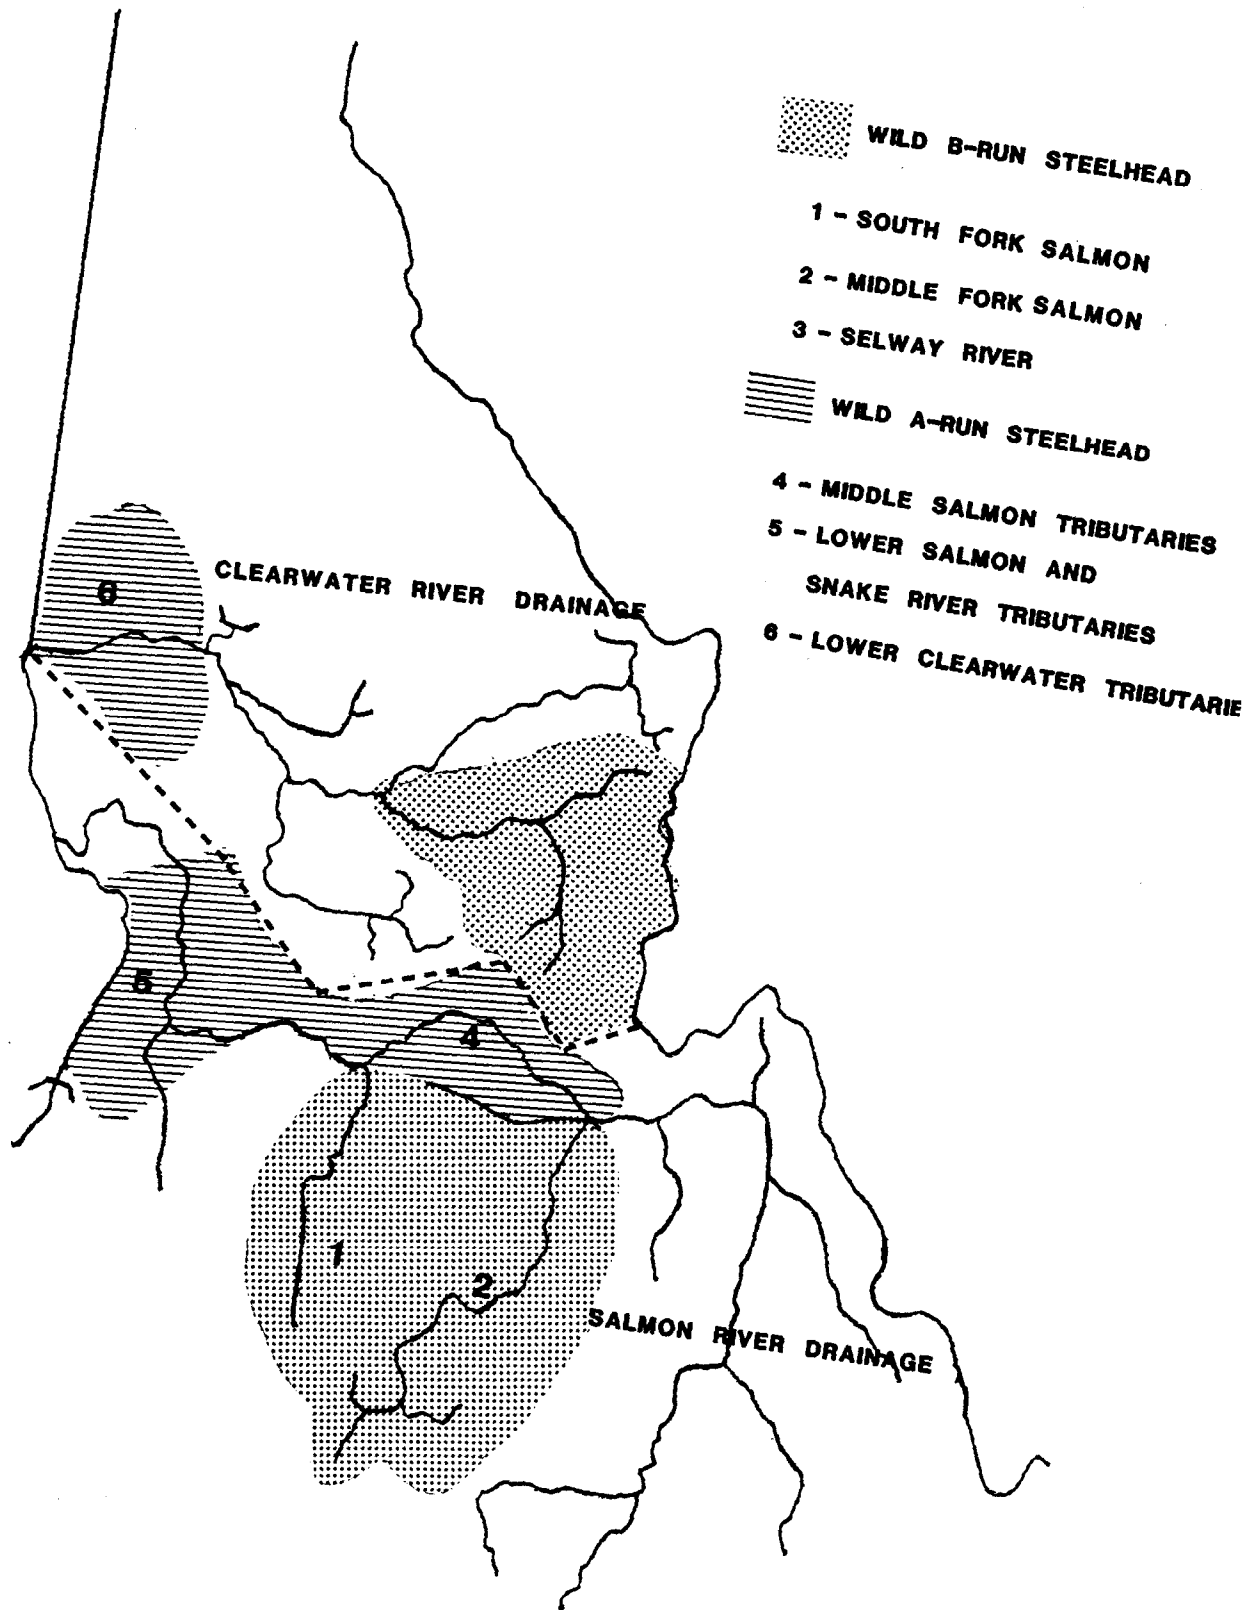 WILD B-RUN STEELHEAD
1 - SOUTH FORK SALMON
2 - MIDDLE FORK SALMON
3 - SELWAY RIVER
WILD A-RUN STEELHEAD
4 - MIDDLE SALMON TRIBUTARIES
5 - LOWER SALMON AND
SNAKE RIVER TRIBUTARIES
6 - LOWER CLEARWATER TRIBUTARIE
6
CLEARWATER RIVER DRAINAGE
5
4
1
2
SALMON RIVER DRAINAGE